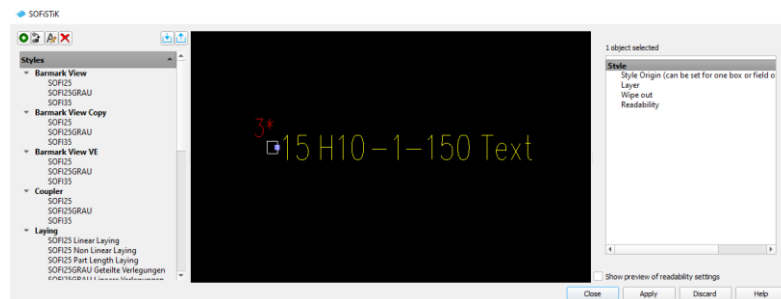 SOFiSTiK
Styles
Barmark View
SOFI25
SOFI25GRAU
SOFI35
Barmark View Copy
SOFI25
SOFI25GRAU
SOFI35
Barmark View VE
SOFI25
SOFI25GRAU
SOFI35
Coupler
SOFI25
SOFI25GRAU
SOFI35
Laying
SOFI25 Linear Laying
SOFI25 Non Linear Laying
SOFI25 Part Length Laying
SOFI25GRAU Geteilte Verlegungen
SOFI25GRAU Lineare Verlegungen
3*
15 H10-1-150 Text
1 object selected
Style
Style Origin (can be set for one box or field o
Layer
Wipe out
Readability
Show preview of readability settings
Close Apply Discard Help